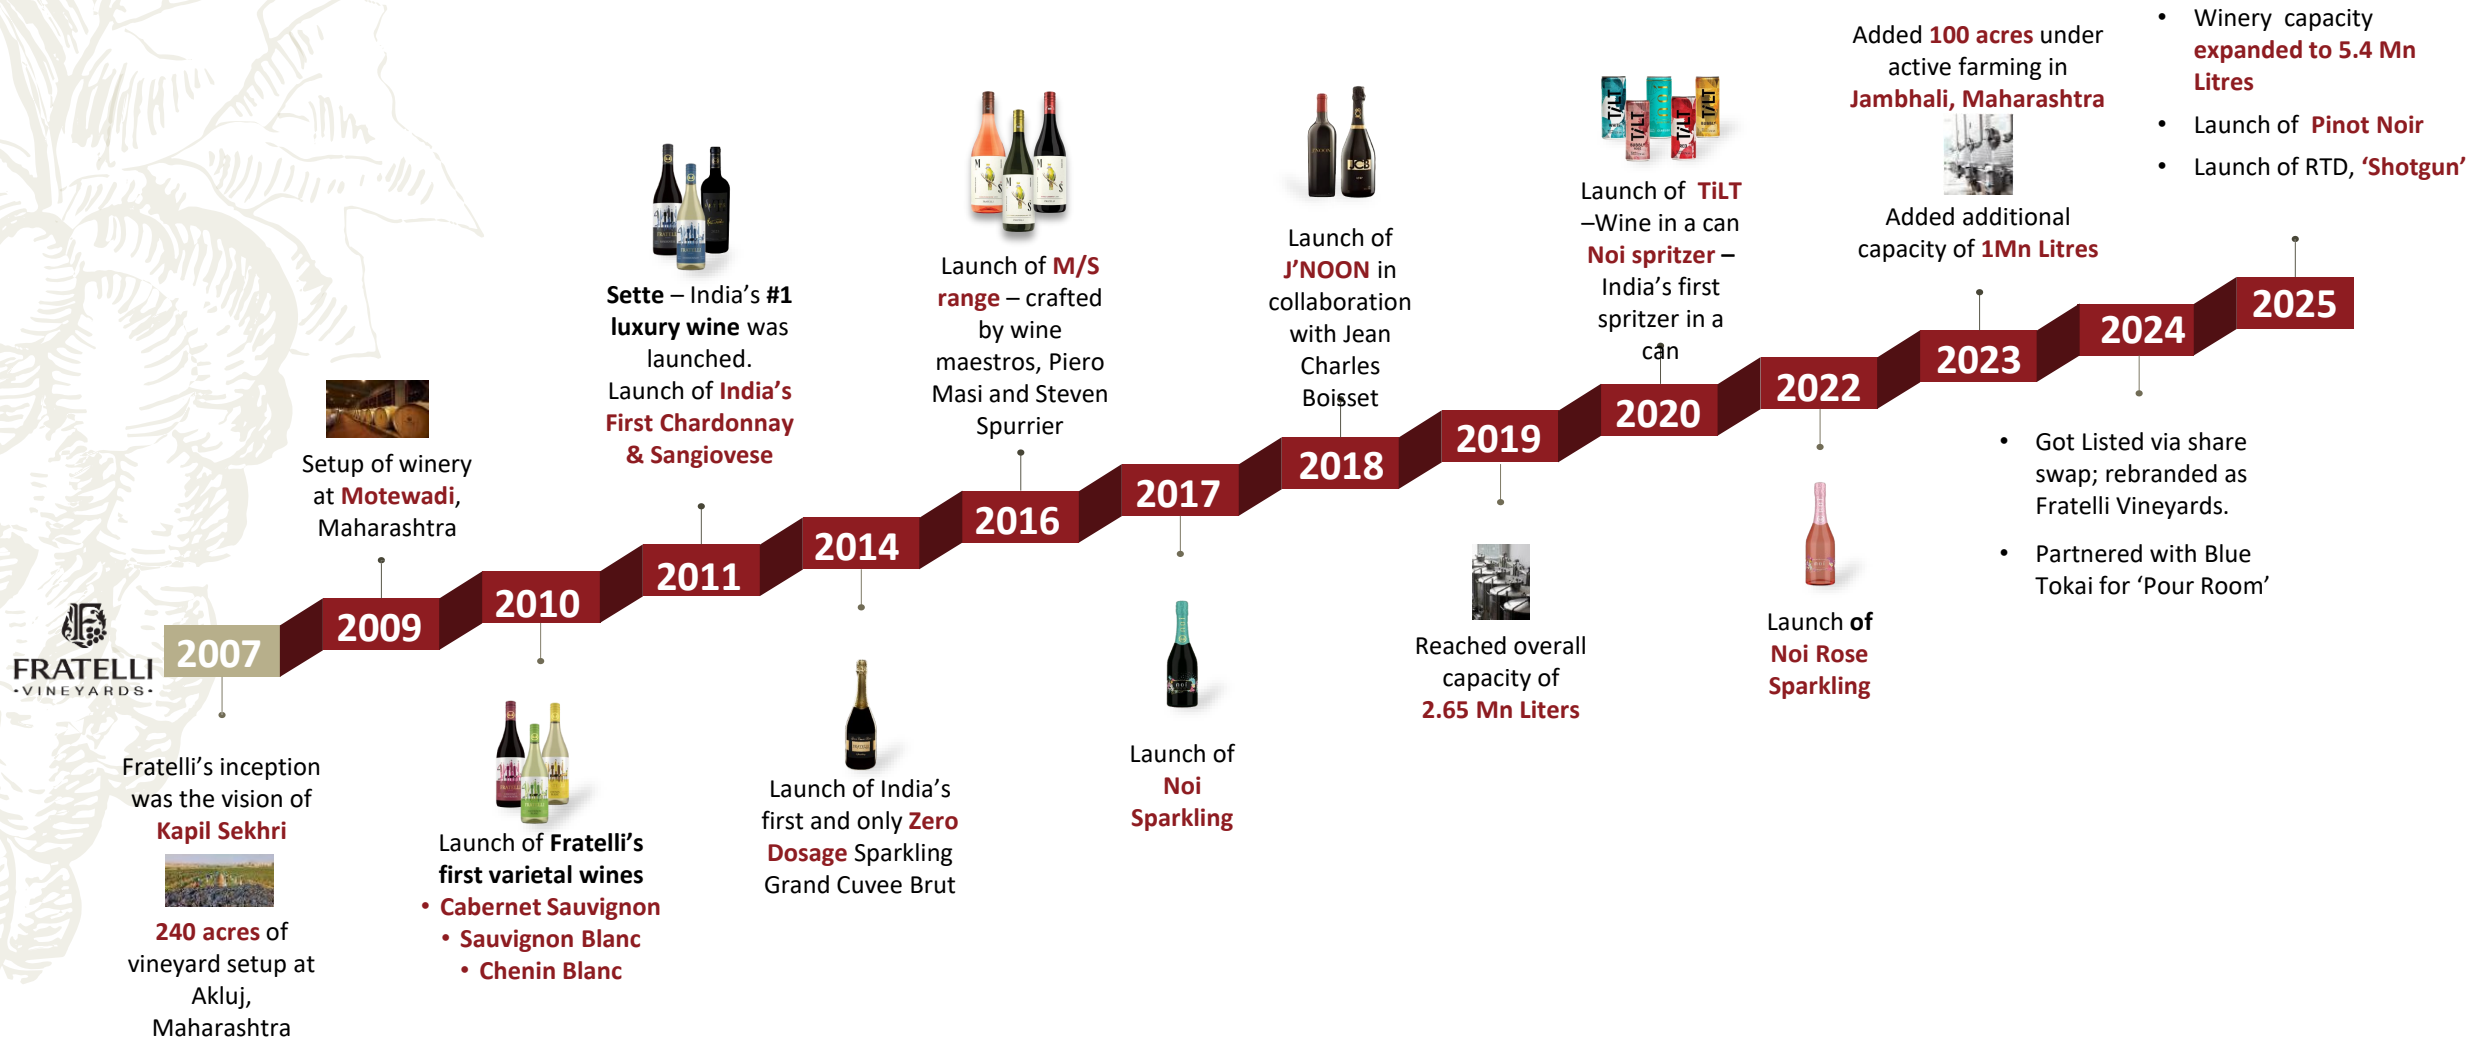 FRATELLI
•VINEYARDS•
2007
Fratelli’s inception
was the vision of
Kapil Sekhri
240 acres of
vineyard setup at
Akluj,
Maharashtra
Setup of winery
at Motewadi,
Maharashtra
2009
2010
Launch of Fratelli’s
first varietal wines
• Cabernet Sauvignon
• Sauvignon Blanc
• Chenin Blanc
Sette – India’s #1
luxury wine was
launched.
Launch of India’s
First Chardonnay
& Sangiovese
2011
2014
Launch of India’s
first and only Zero
Dosage Sparkling
Grand Cuvee Brut
Launch of M/S
range – crafted
by wine
maestros, Piero
Masi and Steven
Spurrier
2016
2017
Launch of
Noi
Sparkling
JCB
Launch of
J’NOON in
collaboration
with Jean
Charles
Boisset
2018
2019
Reached overall
capacity of
2.65 Mn Liters
TiLT
TiLT
TiLT
TiLT
Launch of TiLT
–Wine in a can
Noi spritzer –
India’s first
spritzer in a
can
2020
2022
Launch of
Noi Rose
Sparkling
Added 100 acres under
active farming in
Jambhali, Maharashtra
Added additional
capacity of 1Mn Litres
2023
2024
• Got Listed via share
swap; rebranded as
Fratelli Vineyards.
• Partnered with Blue
Tokai for ‘Pour Room’
• Winery capacity
expanded to 5.4 Mn
Litres
• Launch of Pinot Noir
• Launch of RTD, ‘Shotgun’
2025